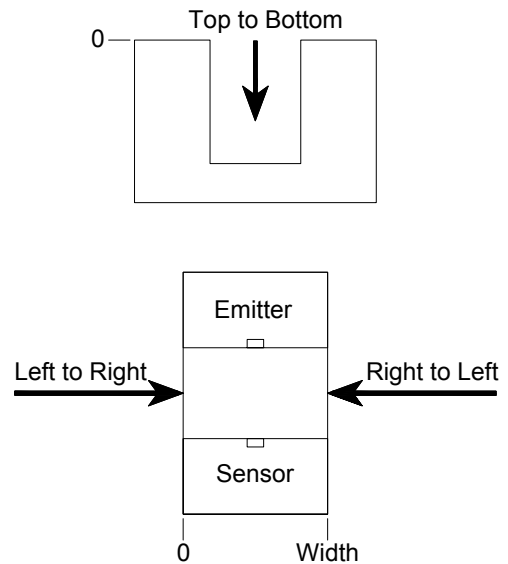 Top to Bottom
0
Emitter
Left to Right
Right to Left
Sensor
0
Width